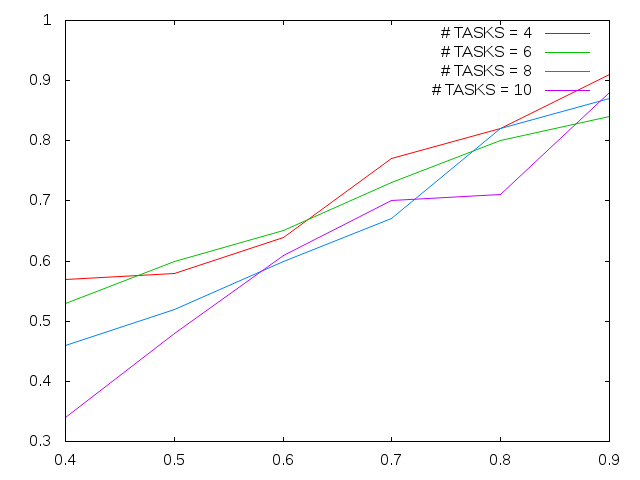 1
# TASKS = 4
# TASKS = 6
# TASKS = 8
# TASKS = 10
0.9
0.8
0.7
0.6
0.5
0.4
0.3
0.4 0.5 0.6 0.7 0.8 0.9